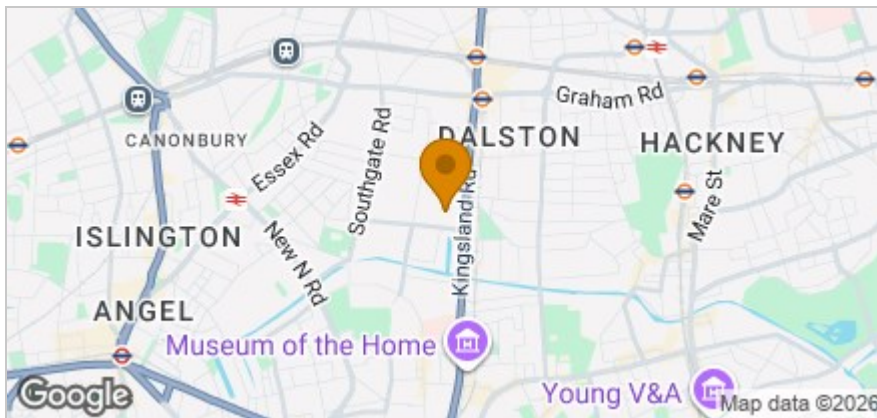 Graham Rd
CANONBURY
Essex Rd
Southgate Rd
DALSTON
HACKNEY
Mare St
ISLINGTON
New N Rd
Kingsland Rd
ANGEL
Museum of the Home
Young V&A
Google
Map data ©2026